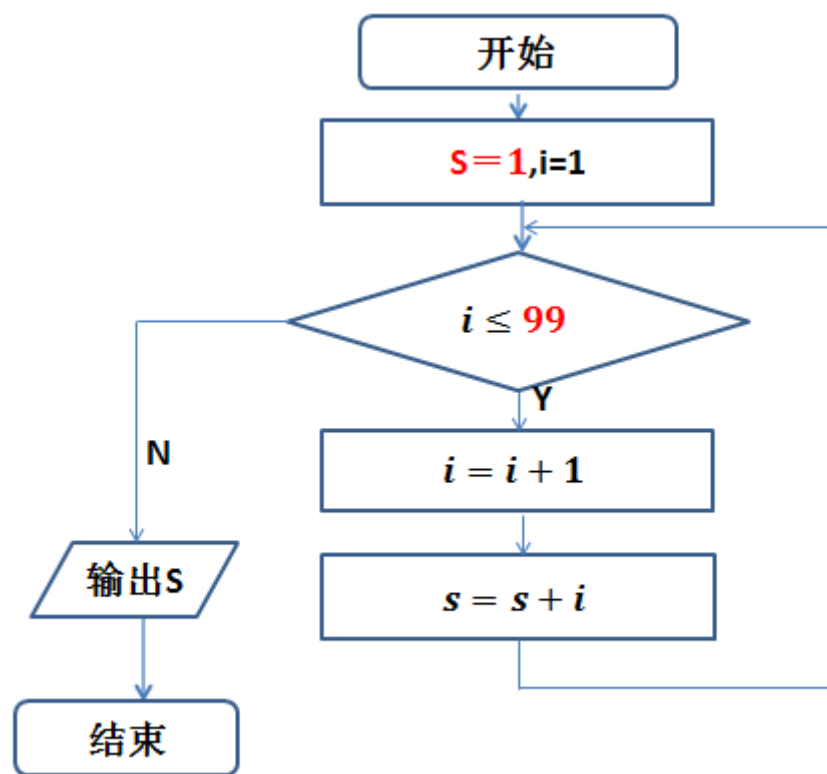 开始
S＝1,i=1
i ≤ 99
Y
N
i = i + 1
输出S
s = s + i
结束